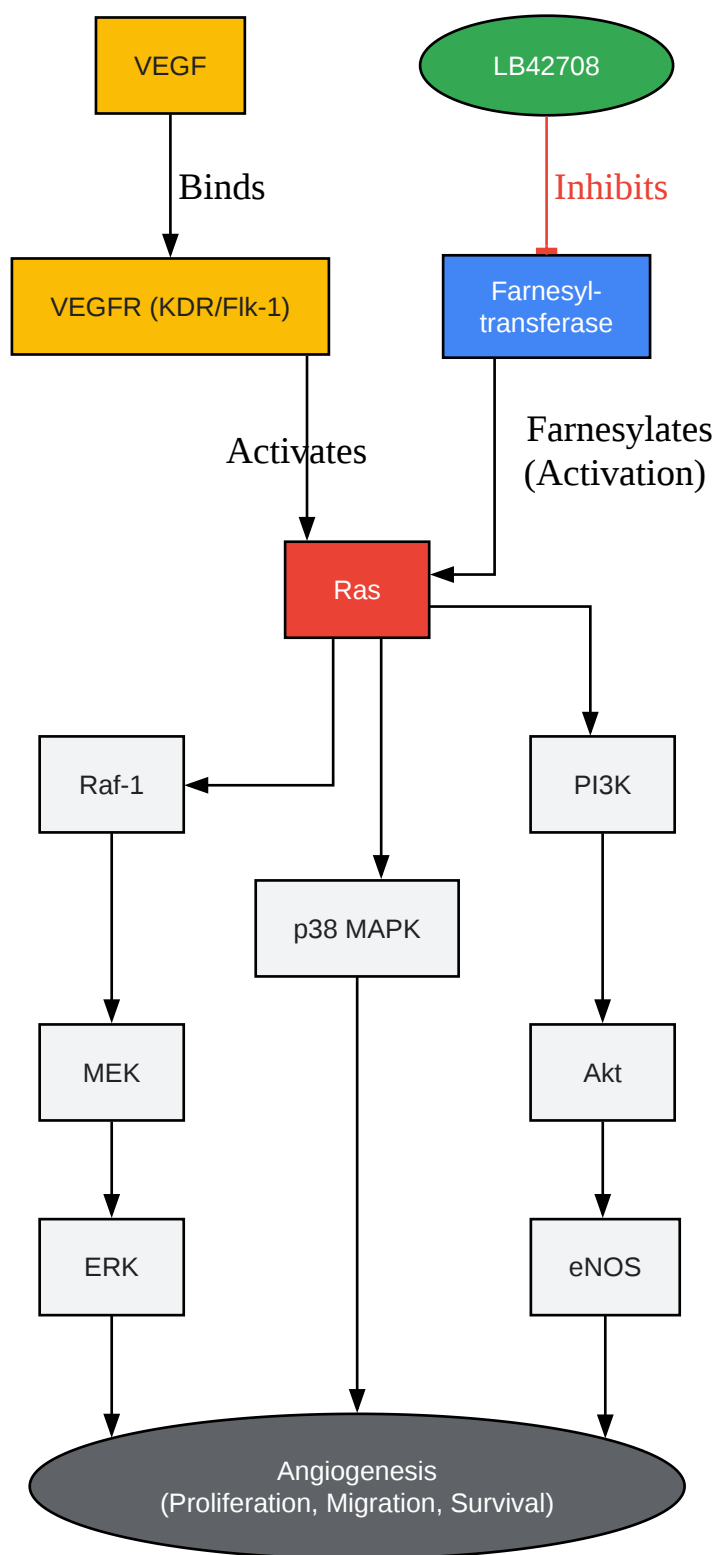 VEGF
LB42708
Binds
Inhibits
VEGFR (KDR/Flk-1)
Farnesyl-
transferase
Activates
Farnesylates
(Activation)
Ras
Raf-1
PI3K
p38 MAPK
MEK
Akt
ERK
eNOS
Angiogenesis
(Proliferation, Migration, Survival)